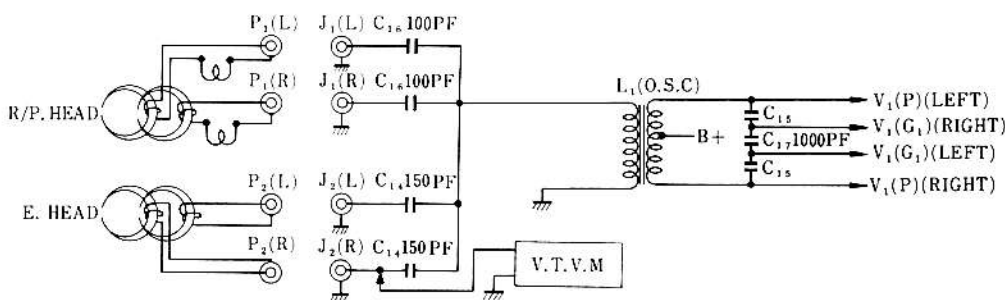 P₁(L) J₁(L) C₁₆ 100PF
P₁(R) J₁(R) C₁₆ 100PF
R/P. HEAD
L₁(O.S.C)
B+
C₁₅
C₁₇ 1000PF
C₁₅
V₁(P)(LEFT)
V₁(G₁)(RIGHT)
V₁(G₁)(LEFT)
V₁(P)(RIGHT)
P₂(L) J₂(L) C₁₄ 150PF
E. HEAD
P₂(R) J₂(R) C₁₄ 150PF
V.T.V.M